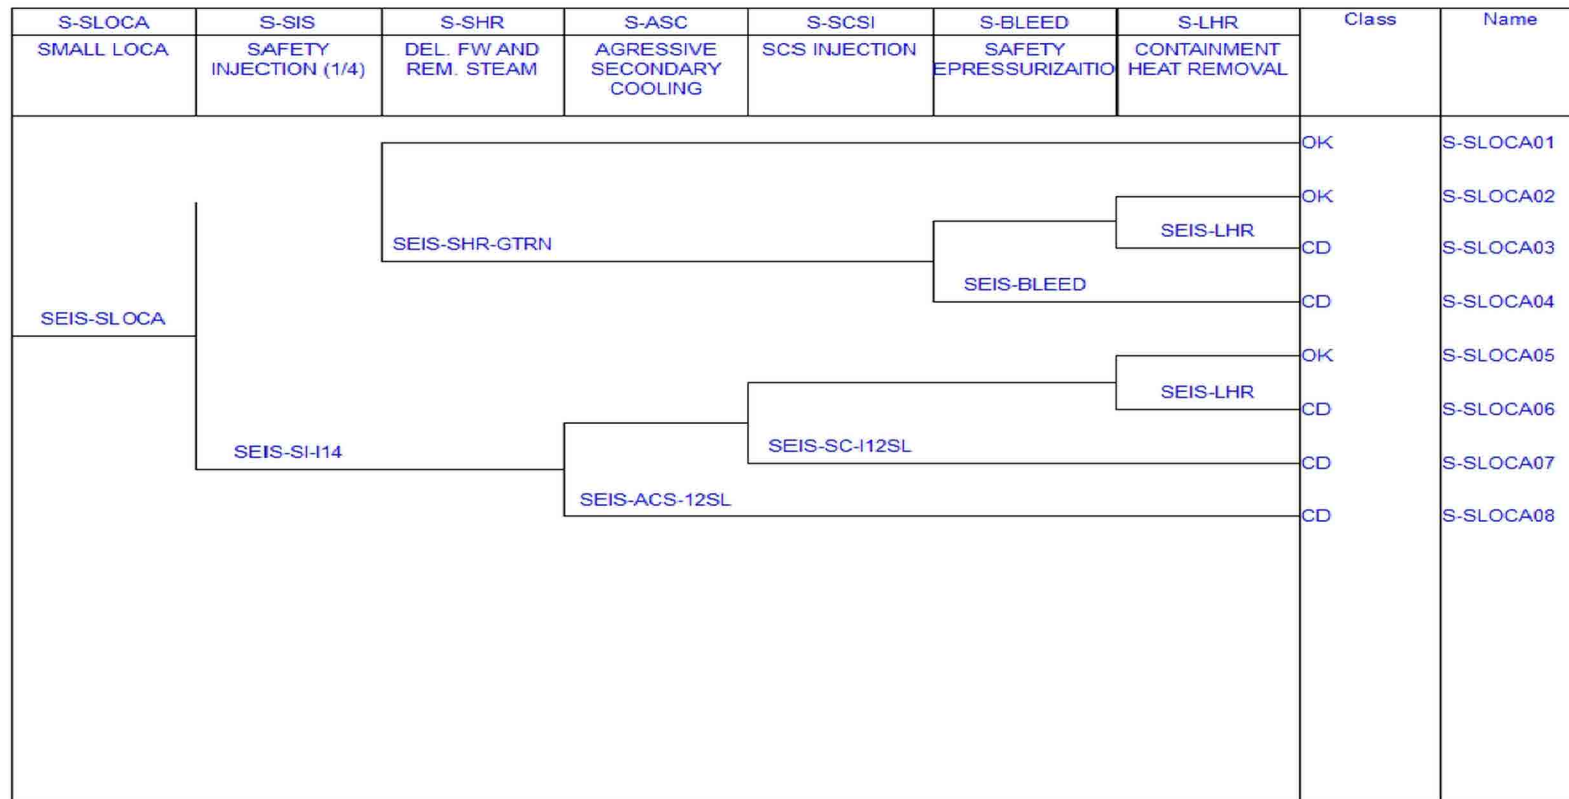 S-SLOCA S-SIS S-SHR S-ASC S-SCSI S-BLEED S-LHR Class Name
SMALL LOCA SAFETY DEL. FW AND AGRESSIVE SCS INJECTION SAFETY CONTAINMENT
INJECTION (1/4) REM. STEAM SECONDARY EPRESSURIZAITIO HEAT REMOVAL
COOLING
OK S-SLOCA01
OK S-SLOCA02
SEIS-LHR
SEIS-SHR-GTRN
CD S-SLOCA03
SEIS-BLEED
CD S-SLOCA04
SEIS-SLOCA
OK S-SLOCA05
SEIS-LHR
CD S-SLOCA06
SEIS-SC-I12SL
SEIS-SI-I14
CD S-SLOCA07
SEIS-ACS-12SL
CD S-SLOCA08